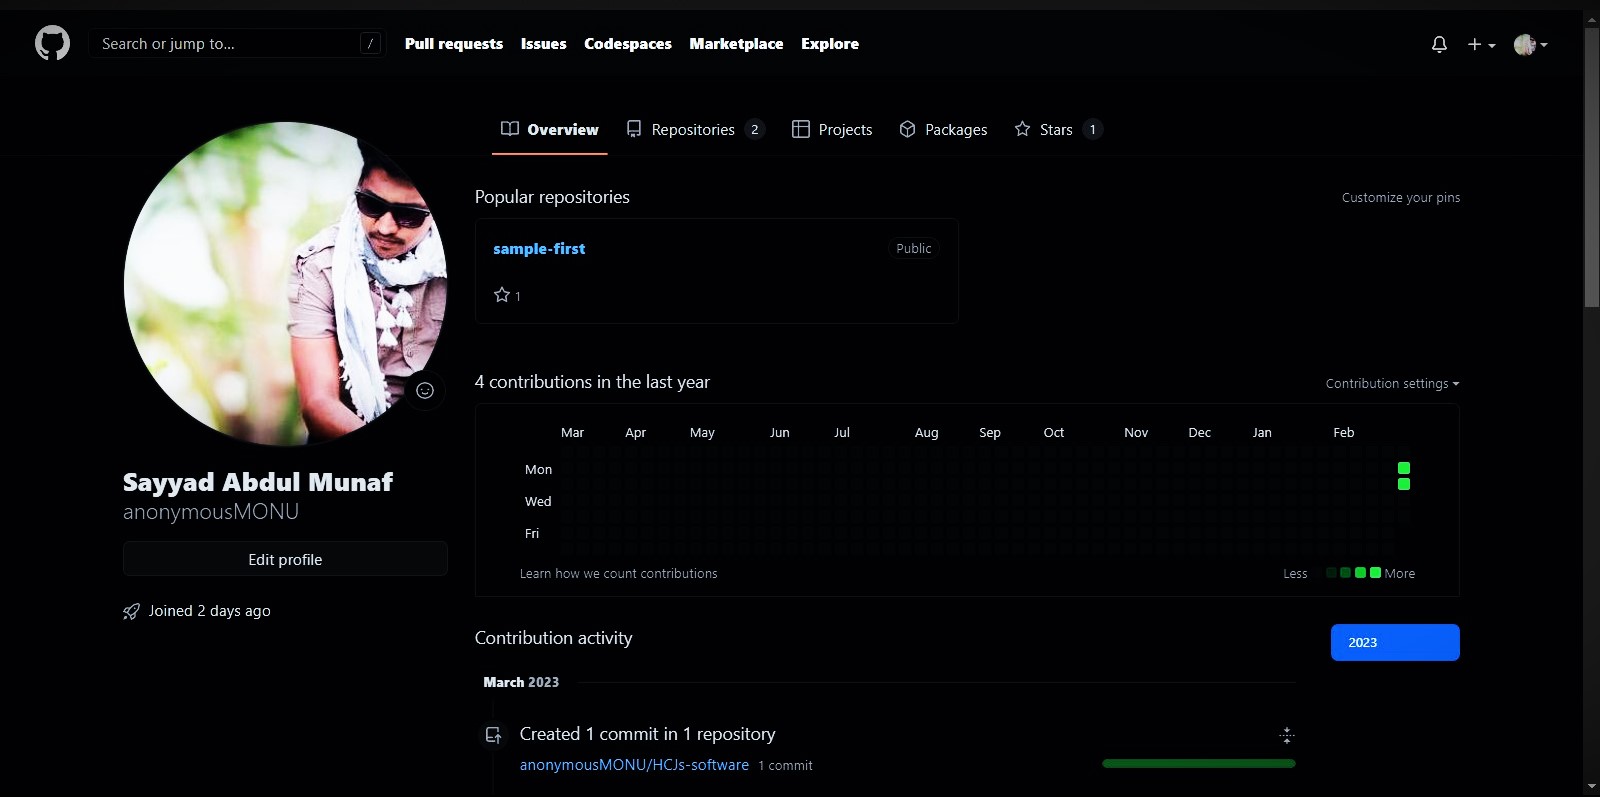 Search or jump to... /
Pull requests Issues Codespaces Marketplace Explore
Overview Repositories 2 Projects Packages Stars 1
Popular repositories Customize your pins
sample-first Public
1
4 contributions in the last year Contribution settings
Mar Apr May Jun Jul Aug Sep Oct Nov Dec Jan Feb
Mon
Wed
Fri
Learn how we count contributions Less More
Sayyad Abdul Munaf
anonymousMONU
Edit profile
Joined 2 days ago
Contribution activity 2023
March 2023
Created 1 commit in 1 repository
anonymousMONU/HCJs-software 1 commit